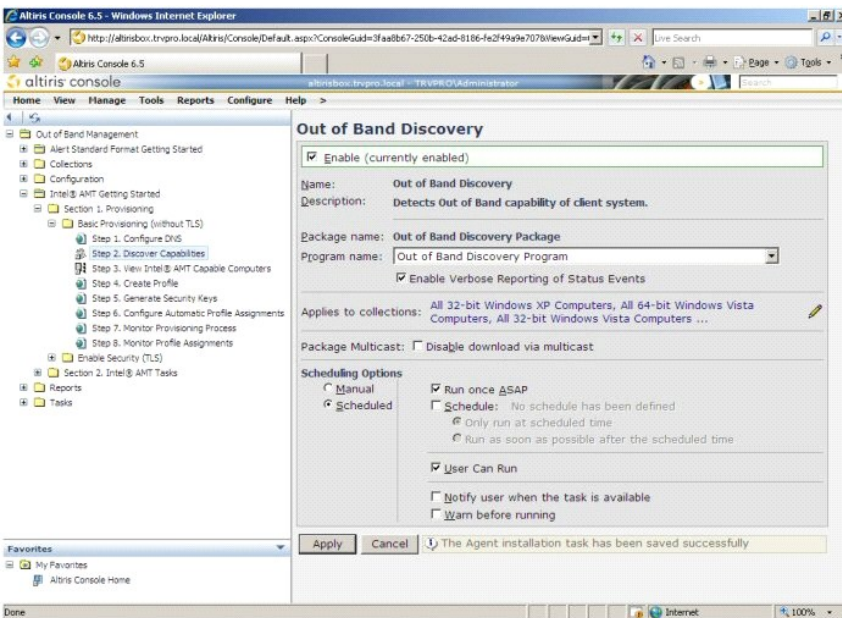 Altiris Console 6.5 - Windows Internet Explorer
http://altirisbox.trvpro.local/Altiris/Console/Default.aspx?ConsoleGuid=3faa8b67-250b-42ad-8186-fe2f49a9e707&ViewGuid=
Live Search
Altiris Console 6.5
Page
Tools
altiris console
altirisbox.trvpro.local - TRVPRO\Administrator
Search
Home View Manage Tools Reports Configure Help >
Out of Band Management
Alert Standard Format Getting Started
Collections
Configuration
Intel® AMT Getting Started
Section 1. Provisioning
Basic Provisioning (without TLS)
Step 1. Configure DNS
Step 2. Discover Capabilities
Step 3. View Intel® AMT Capable Computers
Step 4. Create Profile
Step 5. Generate Security Keys
Step 6. Configure Automatic Profile Assignments
Step 7. Monitor Provisioning Process
Step 8. Monitor Profile Assignments
Enable Security (TLS)
Section 2. Intel® AMT Tasks
Reports
Tasks
Favorites
My Favorites
Altiris Console Home
Out of Band Discovery
Enable (currently enabled)
Name: Out of Band Discovery
Description: Detects Out of Band capability of client system.
Package name: Out of Band Discovery Package
Program name: Out of Band Discovery Program
Enable Verbose Reporting of Status Events
Applies to collections: All 32-bit Windows XP Computers, All 64-bit Windows Vista
Computers, All 32-bit Windows Vista Computers ...
Package Multicast: Disable download via multicast
Scheduling Options
Manual
Scheduled
Run once ASAP
Schedule: No schedule has been defined
Only run at scheduled time
Run as soon as possible after the scheduled time
User Can Run
Notify user when the task is available
Warn before running
Apply Cancel The Agent installation task has been saved successfully
Done
Internet
100%